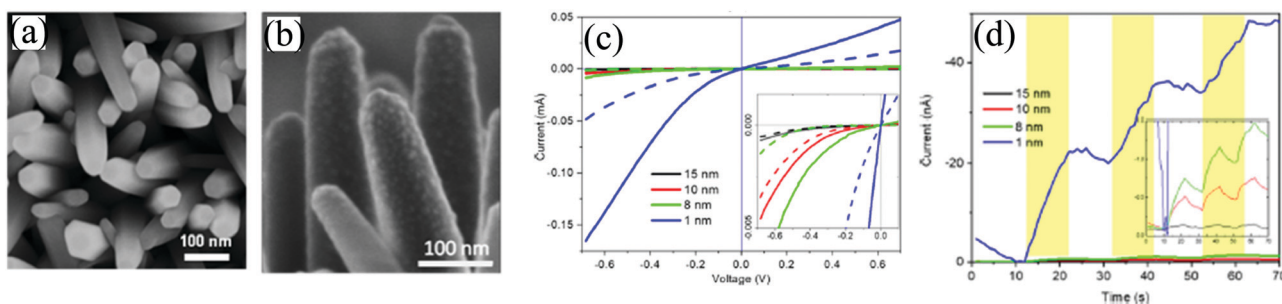 (a)
100 nm
(b)
100 nm
(c)
0.05
0.00
-0.05
-0.10
-0.15
Current (mA)
-0.6
-0.4
-0.2
0.0
0.2
0.4
0.6
Voltage (V)
15 nm
10 nm
8 nm
1 nm
0.000
-0.6
-0.4
-0.2
0.0
(d)
-40
-20
0
Current (mA)
0
10
20
30
40
50
60
70
Time (s)
15 nm
10 nm
8 nm
1 nm